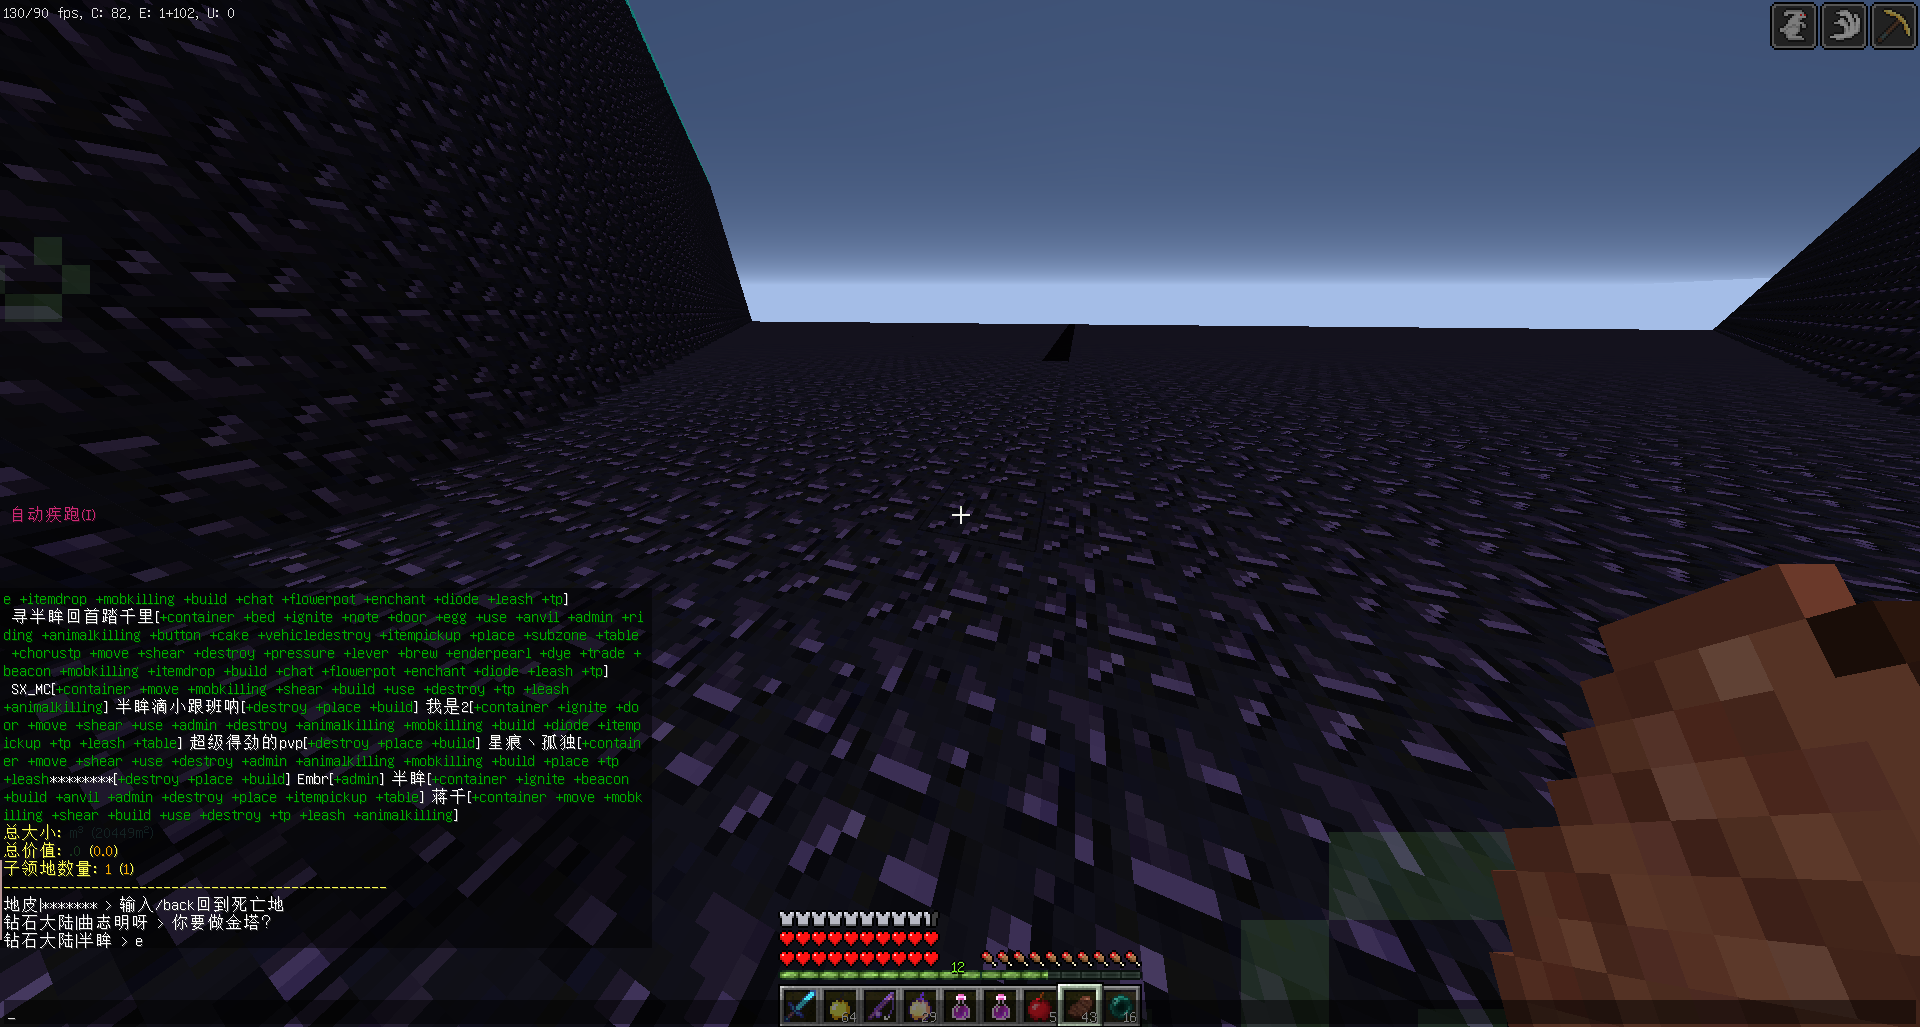 130/90 fps, C: 82, E: 1+102, U: 0
自动疾跑(I)
e +itemdrop +mobkilling +build +chat +flowerpot +enchant +diode +leash +tp]
寻半眸回首踏千里[+container +bed +ignite +note +door +egg +use +anvil +admin +ri
ding +animalkilling +button +cake +vehicledestroy +itempickup +place +subzone +table
+chorustp +move +shear +destroy +pressure +lever +brew +enderpearl +dye +trade +
beacon +mobkilling +itemdrop +build +chat +flowerpot +enchant +diode +leash +tp]
SX_MC[+container +move +mobkilling +shear +build +use +destroy +tp +leash
+animalkilling] 半眸滴小跟班呐[+destroy +place +build] 我是2[+container +ignite +do
or +move +shear +use +admin +destroy +animalkilling +mobkilling +build +diode +itemp
ickup +tp +leash +table] 超级得劲的pvp[+destroy +place +build] 星痕丶孤独[+contain
er +move +shear +use +destroy +admin +animalkilling +mobkilling +build +place +tp
+leash********[+destroy +place +build] Embr[+admin] 半眸[+container +ignite +beacon
+build +anvil +admin +destroy +place +itempickup +table] 蒋千[+container +move +mobk
illing +shear +build +use +destroy +tp +leash +animalkilling]
总大小: m³ (20449m²)
总价值: .0 (0.0)
子领地数量: 1 (1)
------------------------------------------------
地皮|******* > 输入/back回到死亡地
钻石大陆|曲志明呀 > 你要做金塔?
钻石大陆|半眸 > e
12
64
29
5
43
16
_